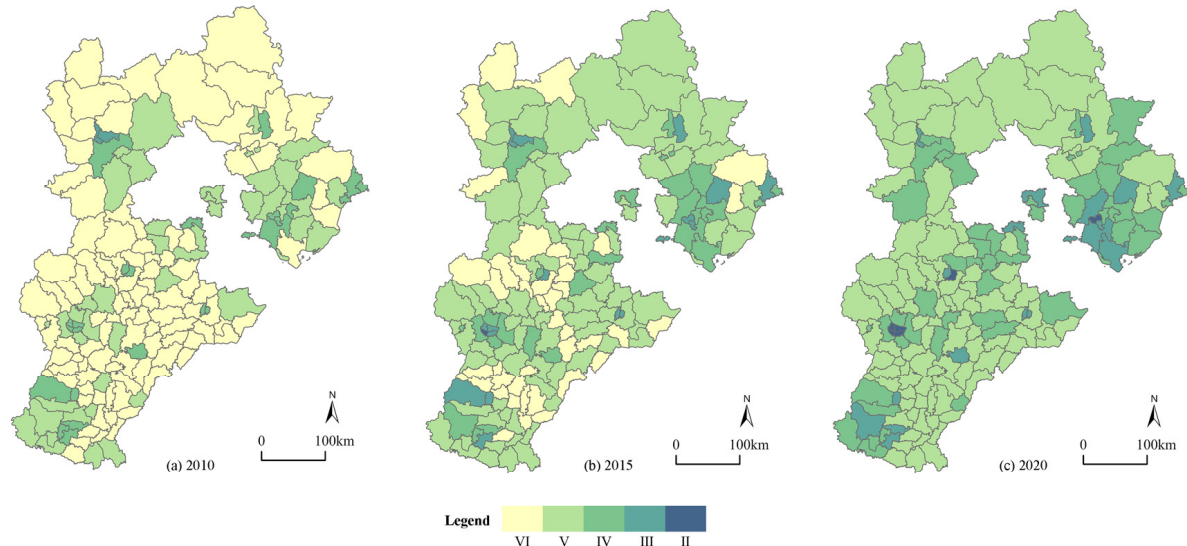 N
0 100km
(a) 2010
N
0 100km
(b) 2015
N
0 100km
(c) 2020
Legend
VI V IV III II